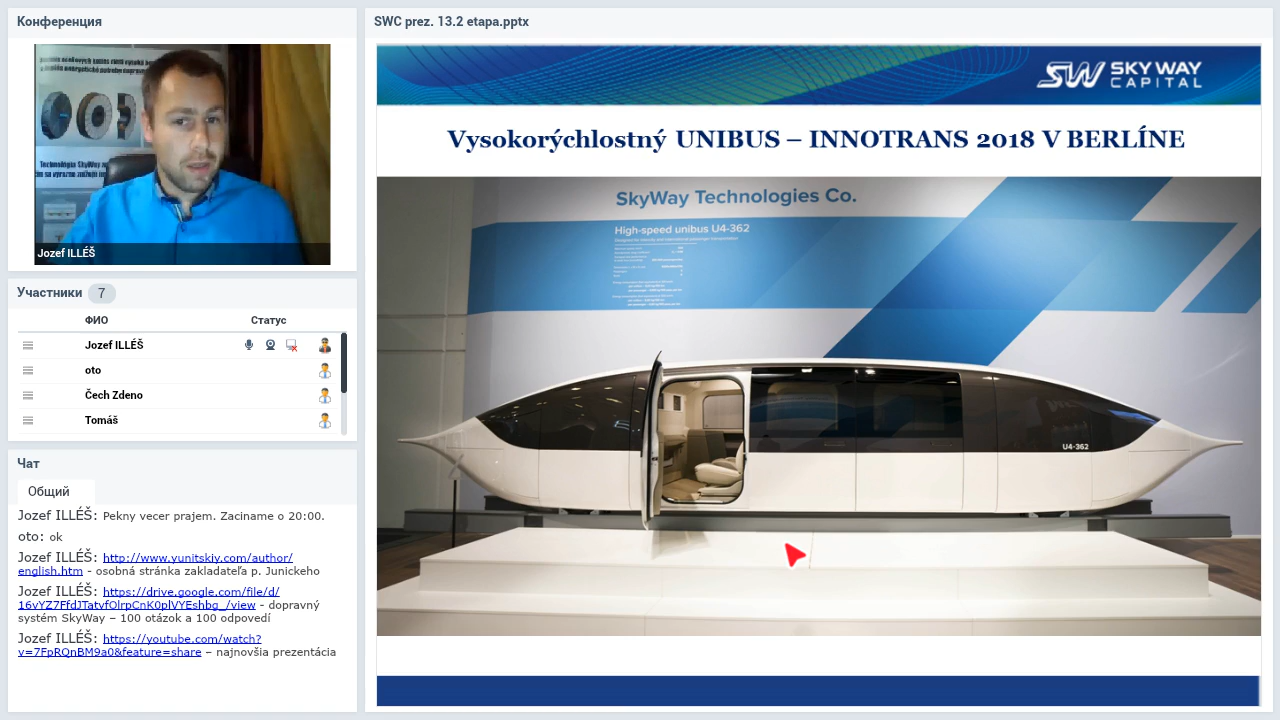 Конференция
Technológia SkyWay
Jozef ILLÉŠ
Участники 7
ФИО Статус
Jozef ILLÉŠ
oto
Čech Zdeno
Tomáš
Чат
Общий
Jozef ILLÉŠ: Pekny vecer prajem. Zaciname o 20:00.
oto: ok
Jozef ILLÉŠ: http://www.yunitskiy.com/author/
english.htm - osobná stránka zakladateľa p. Junického
Jozef ILLÉŠ: https://drive.google.com/file/d/
16vYZ7FfdJTatvfOlrpCnK0plVYEshbg_/view - dopravný
systém SkyWay – 100 otázok a 100 odpovedí
Jozef ILLÉŠ: https://youtube.com/watch?
v=7FpRQnBM9a0&feature=share – najnovšia prezentácia
SWC prez. 13.2 etapa.pptx
SW SKY WAY
CAPITAL
Vysokorýchlostný UNIBUS – INNOTRANS 2018 V BERLÍNE
SkyWay Technologies Co.
High-speed unibus U4-362
U4-362